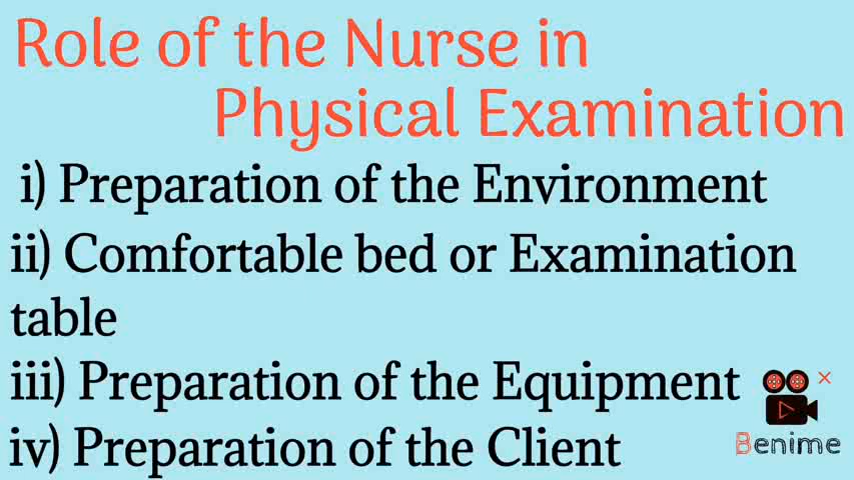 Role of the Nurse in
Physical Examination
i) Preparation of the Environment
ii) Comfortable bed or Examination
table
iii) Preparation of the Equipment
iv) Preparation of the Client
Benime